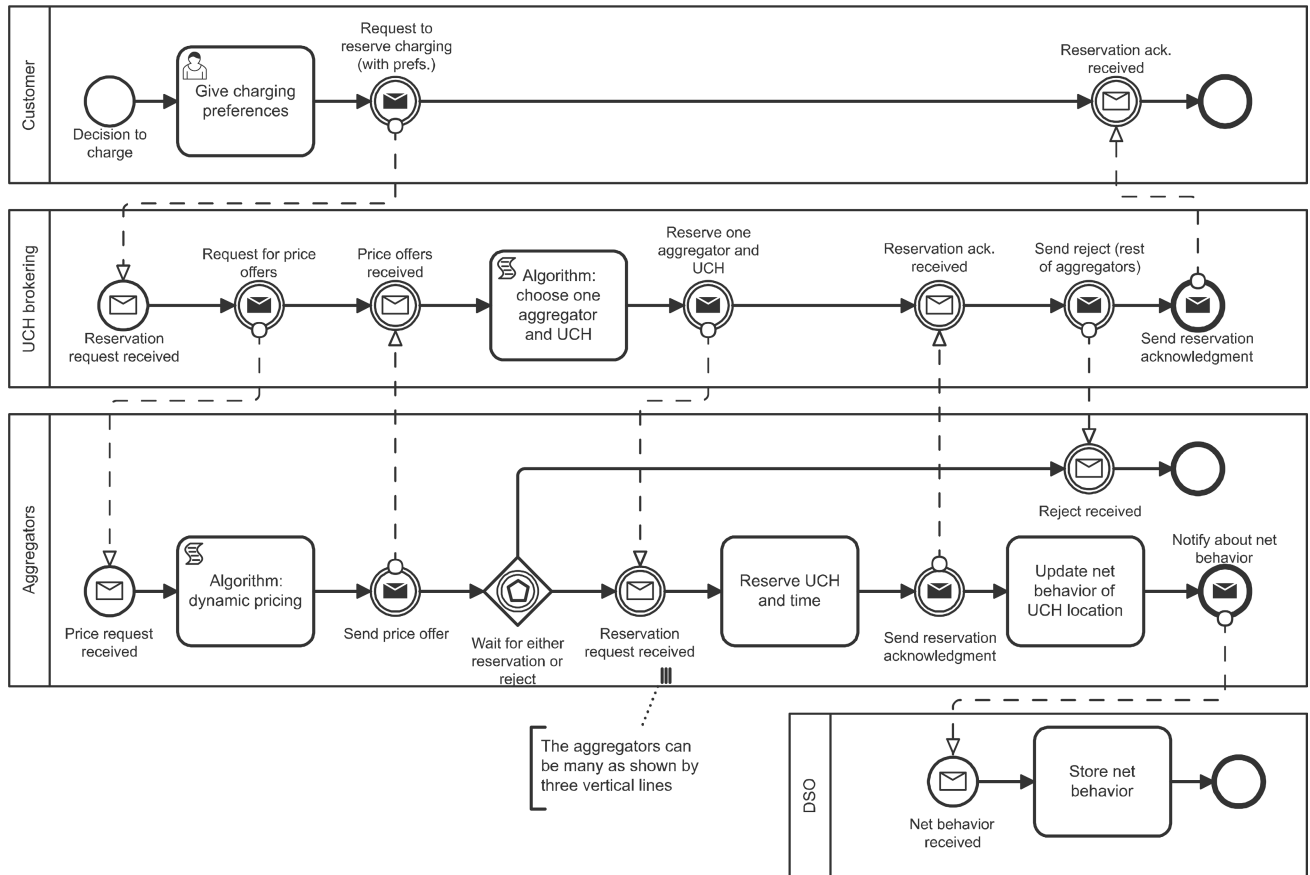 Customer
Decision to
charge
Give charging
preferences
Request to
reserve charging
(with prefs.)
Reservation ack.
received
UCH brokering
Reservation
request received
Request for price
offers
Price offers
received
Algorithm:
choose one
aggregator
and UCH
Reserve one
aggregator and
UCH
Reservation ack.
received
Send reject (rest
of aggregators)
Send reservation
acknowledgment
Aggregators
Price request
received
Algorithm:
dynamic pricing
Send price offer
Wait for either
reservation or
reject
Reservation
request received
Reserve UCH
and time
Send reservation
acknowledgment
Update net
behavior of
UCH location
Reject received
Notify about net
behavior
The aggregators can
be many as shown by
three vertical lines
DSO
Net behavior
received
Store net
behavior